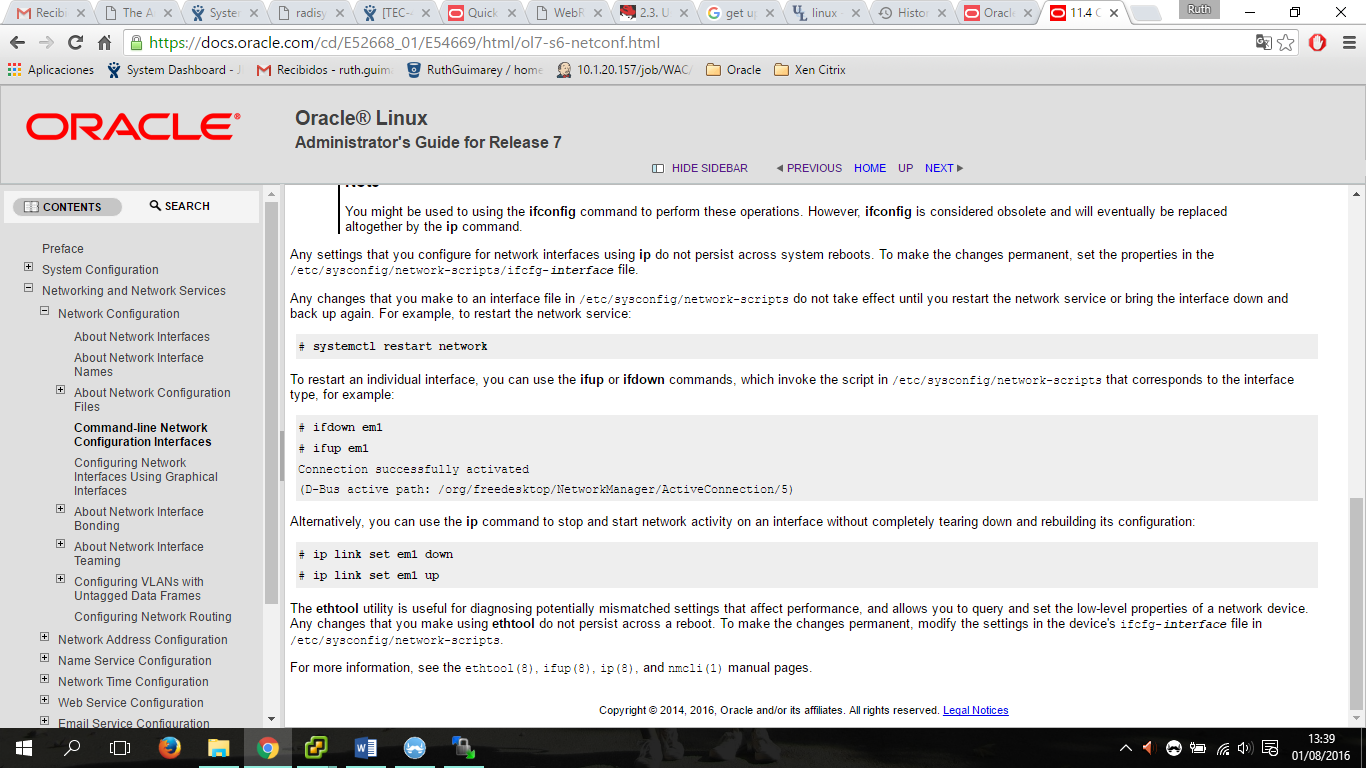 Recibi
The A
System
radisy
[TEC-
Quick
WebR
2.3. U
get u
linux
Histor
Oracle
11.4 C
Ruth
https://docs.oracle.com/cd/E52668_01/E54669/html/ol7-s6-netconf.html
Aplicaciones
System Dashboard -
Recibidos - ruth.guim
RuthGuimarey / home
10.1.20.157/job/WAC/
Oracle
Xen Citrix
ORACLE®
Oracle® Linux
Administrator's Guide for Release 7
HIDE SIDEBAR
PREVIOUS
HOME
UP
NEXT
CONTENTS
SEARCH
Preface
System Configuration
Networking and Network Services
Network Configuration
About Network Interfaces
About Network Interface
Names
About Network Configuration
Files
Command-line Network
Configuration Interfaces
Configuring Network
Interfaces Using Graphical
Interfaces
About Network Interface
Bonding
About Network Interface
Teaming
Configuring VLANs with
Untagged Data Frames
Configuring Network Routing
Network Address Configuration
Name Service Configuration
Network Time Configuration
Web Service Configuration
Email Service Configuration
Note
You might be used to using the ifconfig command to perform these operations. However, ifconfig is considered obsolete and will eventually be replaced
altogether by the ip command.
Any settings that you configure for network interfaces using ip do not persist across system reboots. To make the changes permanent, set the properties in the
/etc/sysconfig/network-scripts/ifcfg-interface file.
Any changes that you make to an interface file in /etc/sysconfig/network-scripts do not take effect until you restart the network service or bring the interface down and
back up again. For example, to restart the network service:
# systemctl restart network
To restart an individual interface, you can use the ifup or ifdown commands, which invoke the script in /etc/sysconfig/network-scripts that corresponds to the interface
type, for example:
# ifdown em1
# ifup em1
Connection successfully activated
(D-Bus active path: /org/freedesktop/NetworkManager/ActiveConnection/5)
Alternatively, you can use the ip command to stop and start network activity on an interface without completely tearing down and rebuilding its configuration:
# ip link set em1 down
# ip link set em1 up
The ethtool utility is useful for diagnosing potentially mismatched settings that affect performance, and allows you to query and set the low-level properties of a network device.
Any changes that you make using ethtool do not persist across a reboot. To make the changes permanent, modify the settings in the device's ifcfg-interface file in
/etc/sysconfig/network-scripts.
For more information, see the ethtool(8), ifup(8), ip(8), and nmcli(1) manual pages.
Copyright © 2014, 2016, Oracle and/or its affiliates. All rights reserved. Legal Notices
13:39
01/08/2016